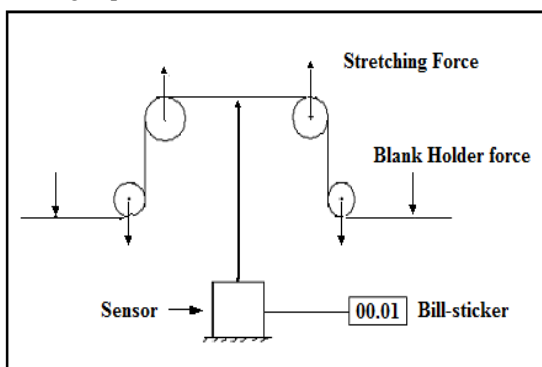 Stretching Force
Blank Holder force
Sensor
00.01 Bill-sticker